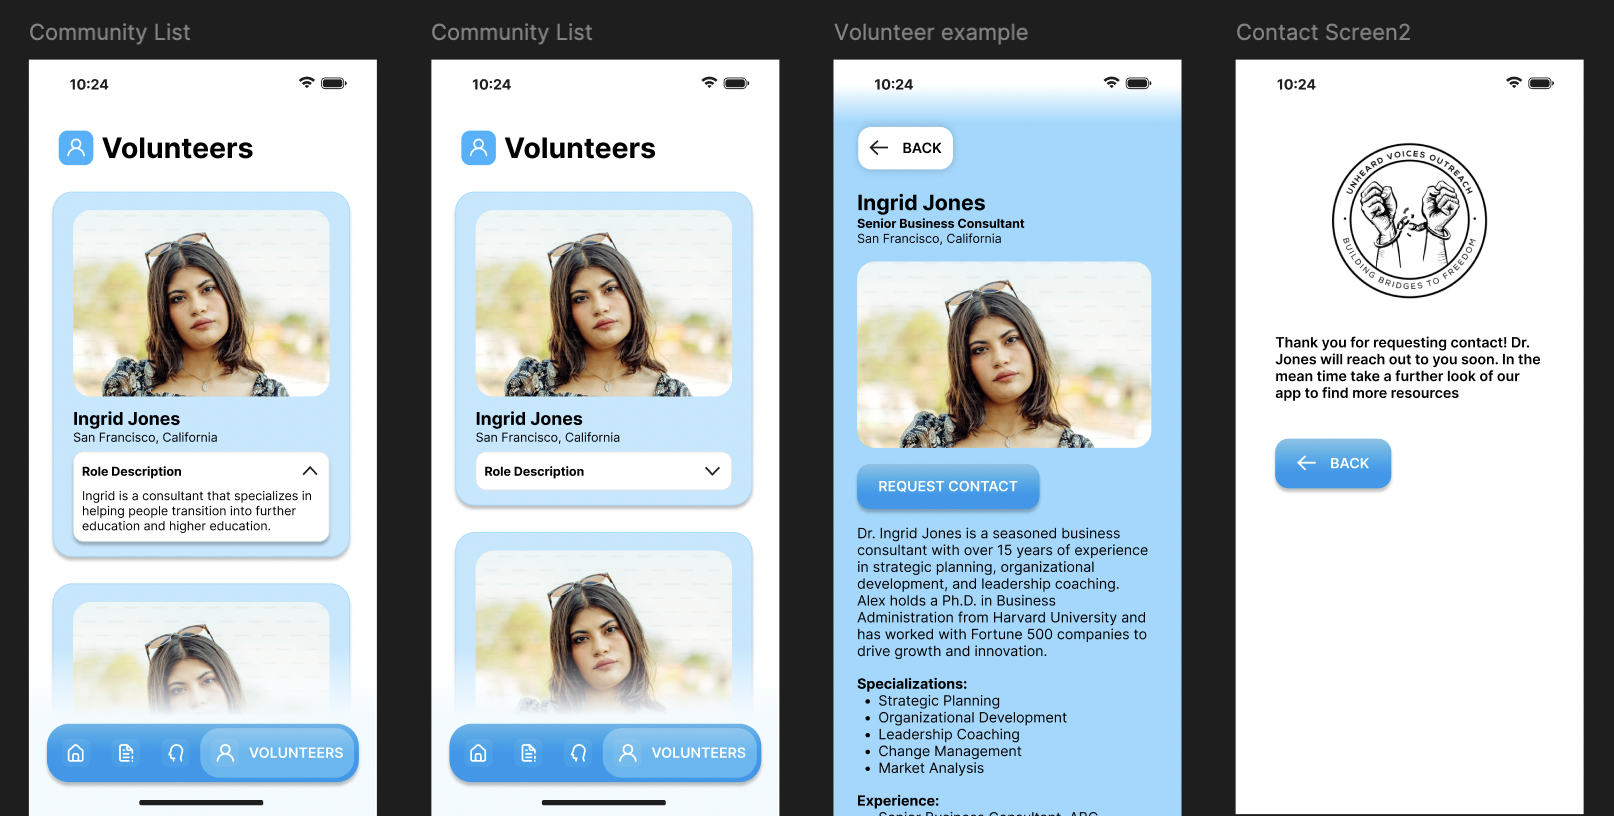 Community List
10:24
Volunteers
Ingrid Jones
San Francisco, California
Role Description
Ingrid is a consultant that specializes in
helping people transition into further
education and higher education.
VOLUNTEERS
Community List
10:24
Volunteers
Ingrid Jones
San Francisco, California
Role Description
VOLUNTEERS
Volunteer example
10:24
BACK
Ingrid Jones
Senior Business Consultant
San Francisco, California
REQUEST CONTACT
Dr. Ingrid Jones is a seasoned business
consultant with over 15 years of experience
in strategic planning, organizational
development, and leadership coaching.
Alex holds a Ph.D. in Business
Administration from Harvard University and
has worked with Fortune 500 companies to
drive growth and innovation.
Specializations:
• Strategic Planning
• Organizational Development
• Leadership Coaching
• Change Management
• Market Analysis
Experience:
Senior Business Consultant, ABC
Contact Screen2
10:24
UNHEARD VOICES OUTREACH
BUILDING BRIDGES TO FREEDOM
Thank you for requesting contact! Dr.
Jones will reach out to you soon. In the
mean time take a further look of our
app to find more resources
BACK